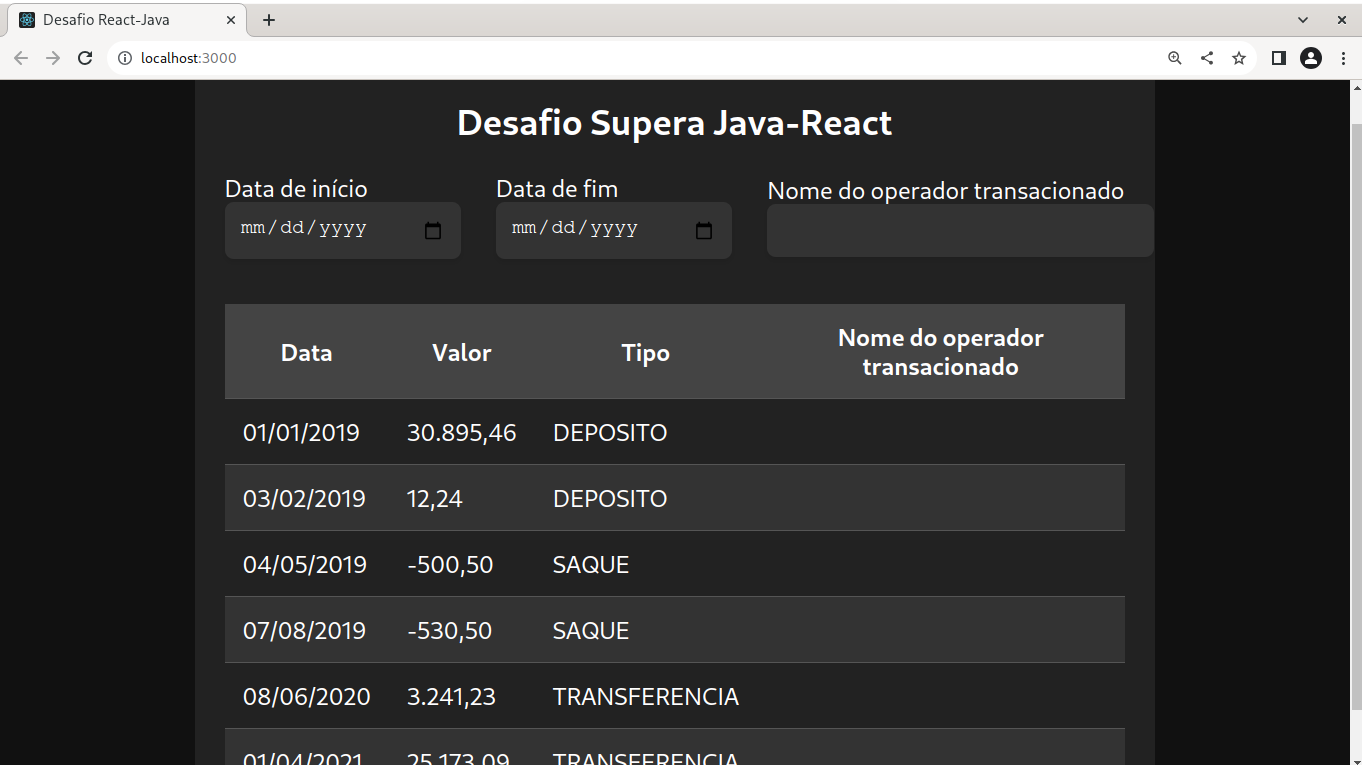 Desafio React-Java
localhost:3000
Desafio Supera Java-React
Data de início Data de fim Nome do operador transacionado
mm/dd/yyyy mm/dd/yyyy
Data Valor Tipo Nome do operador
transacionado
01/01/2019 30.895,46 DEPOSITO
03/02/2019 12,24 DEPOSITO
04/05/2019 -500,50 SAQUE
07/08/2019 -530,50 SAQUE
08/06/2020 3.241,23 TRANSFERENCIA
01/04/2021 25.173,09 TRANSFERENCIA